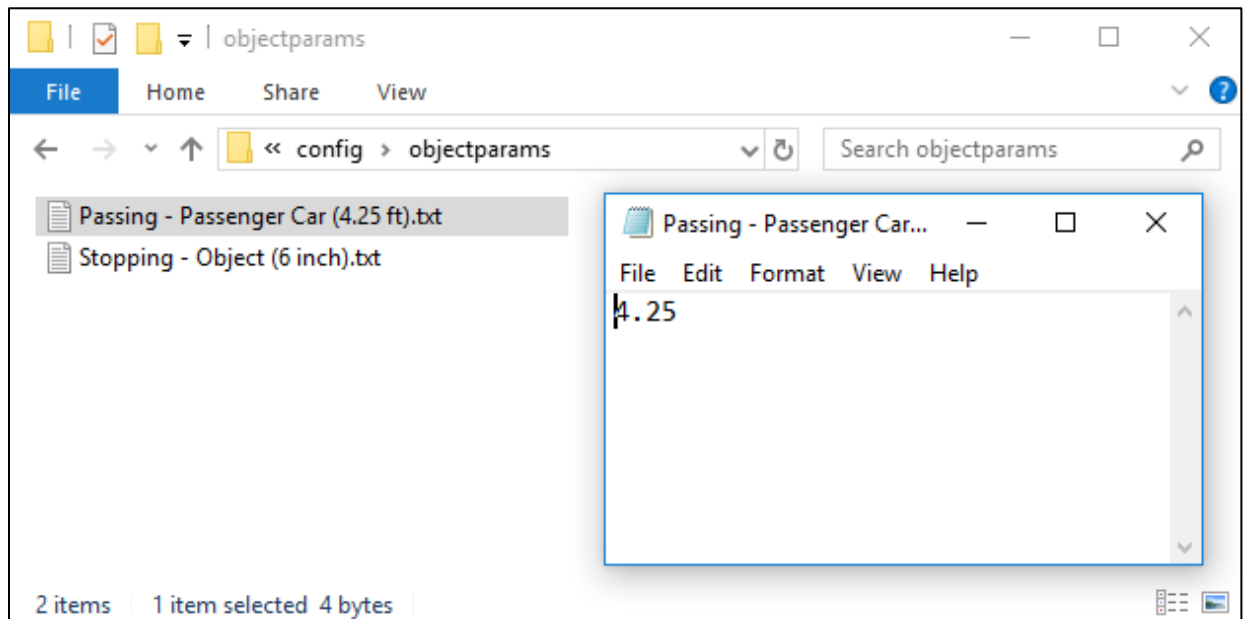 objectparams
File Home Share View
« config > objectparams
Search objectparams
Passing - Passenger Car (4.25 ft).txt
Stopping - Object (6 inch).txt
Passing - Passenger Car...
File Edit Format View Help
4.25
2 items 1 item selected 4 bytes